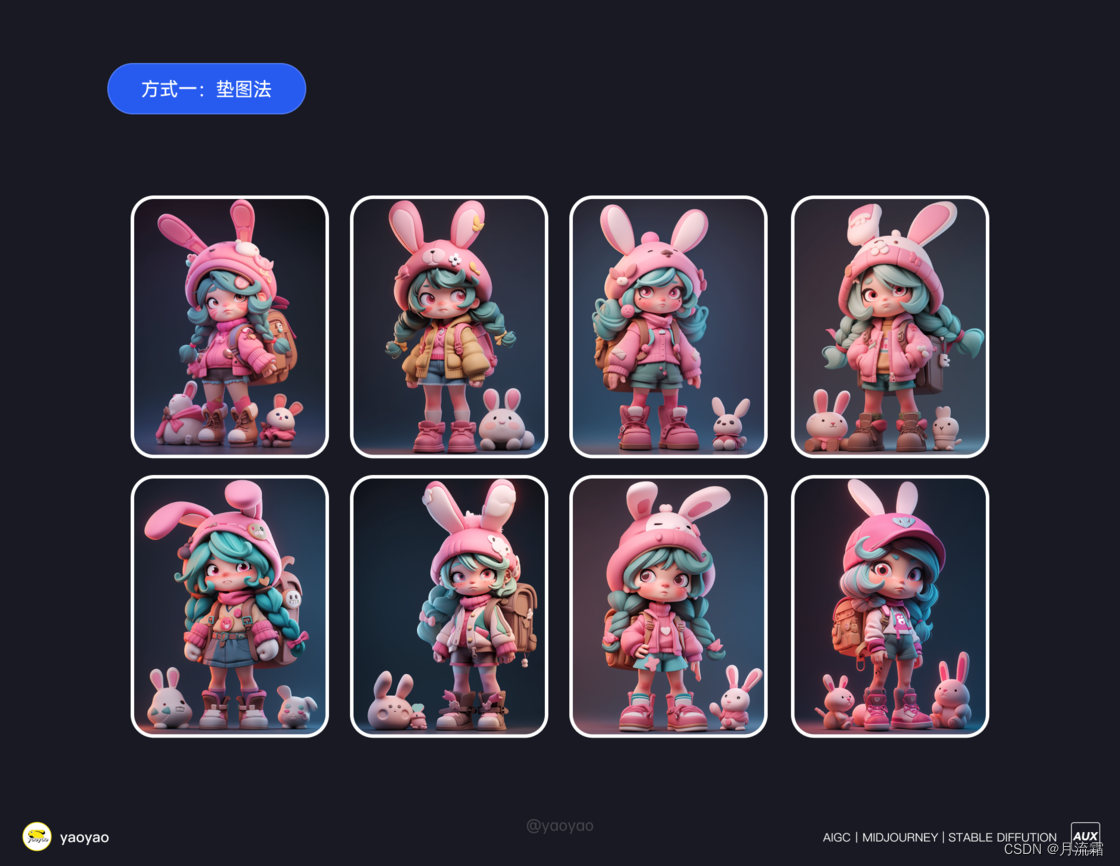 方式一：垫图法
yaoyao
@yaoyao
AIGC | MIDJOURNEY | STABLE DIFFUTION
AUX
CSDN @月流霜